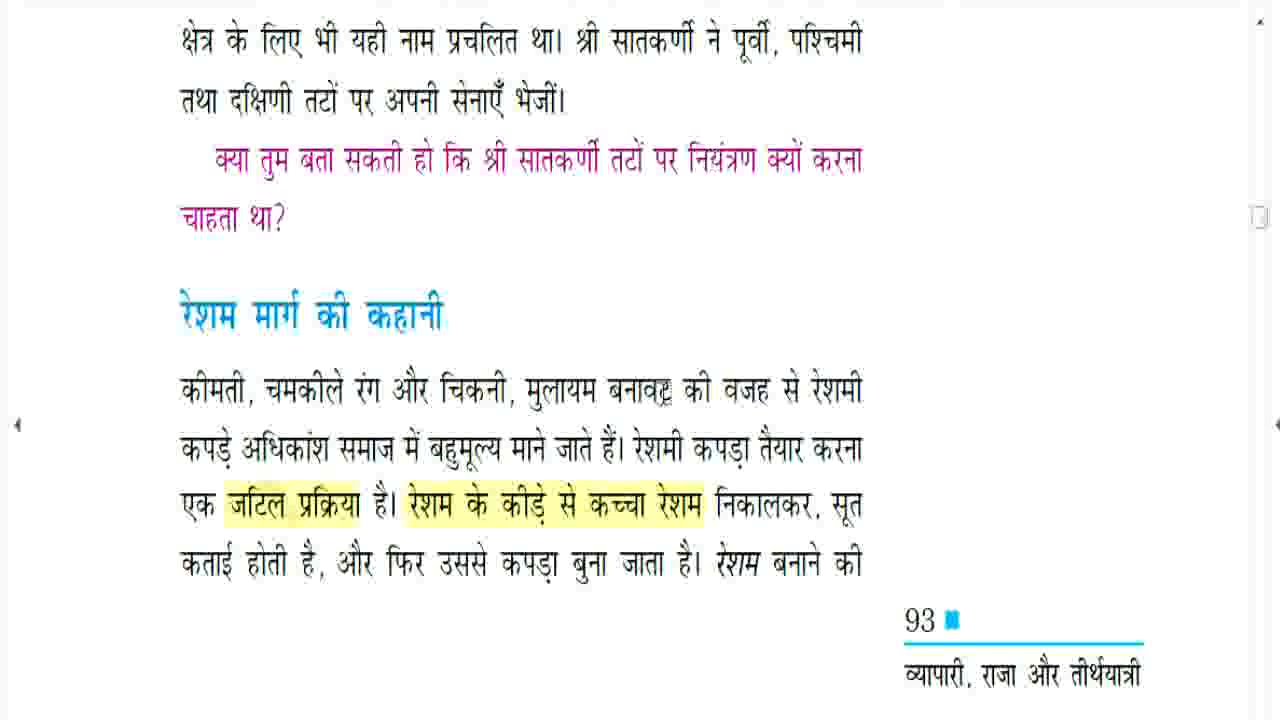 क्षेत्र के लिए भी यही नाम प्रचलित था। श्री सातकर्णी ने पूर्वी, पश्चिमी
तथा दक्षिणी तटों पर अपनी सेनाएँ भेजीं।
क्या तुम बता सकती हो कि श्री सातकर्णी तटों पर नियंत्रण क्यों करना
चाहता था?
रेशम मार्ग की कहानी
कीमती, चमकीले रंग और चिकनी, मुलायम बनावट की वजह से रेशमी
कपड़े अधिकांश समाज में बहुमूल्य माने जाते हैं। रेशमी कपड़ा तैयार करना
एक जटिल प्रक्रिया है। रेशम के कीड़े से कच्चा रेशम निकालकर, सूत
कताई होती है, और फिर उससे कपड़ा बुना जाता है। रेशम बनाने की
93
व्यापारी, राजा और तीर्थयात्री